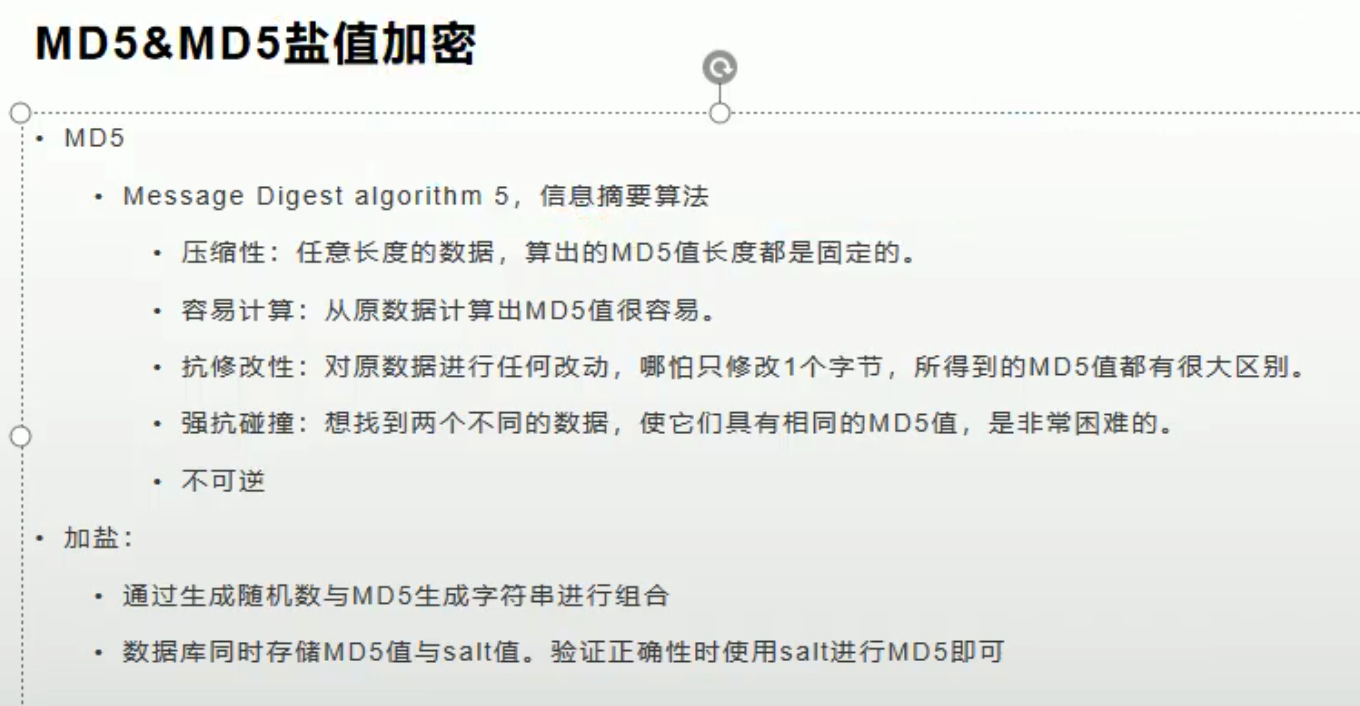 MD5&MD5盐值加密
• MD5
• Message Digest algorithm 5，信息摘要算法
• 压缩性：任意长度的数据，算出的MD5值长度都是固定的。
• 容易计算：从原数据计算出MD5值很容易。
• 抗修改性：对原数据进行任何改动，哪怕只修改1个字节，所得到的MD5值都有很大区别。
• 强抗碰撞：想找到两个不同的数据，使它们具有相同的MD5值，是非常困难的。
• 不可逆
• 加盐：
• 通过生成随机数与MD5生成字符串进行组合
• 数据库同时存储MD5值与salt值。验证正确性时使用salt进行MD5即可